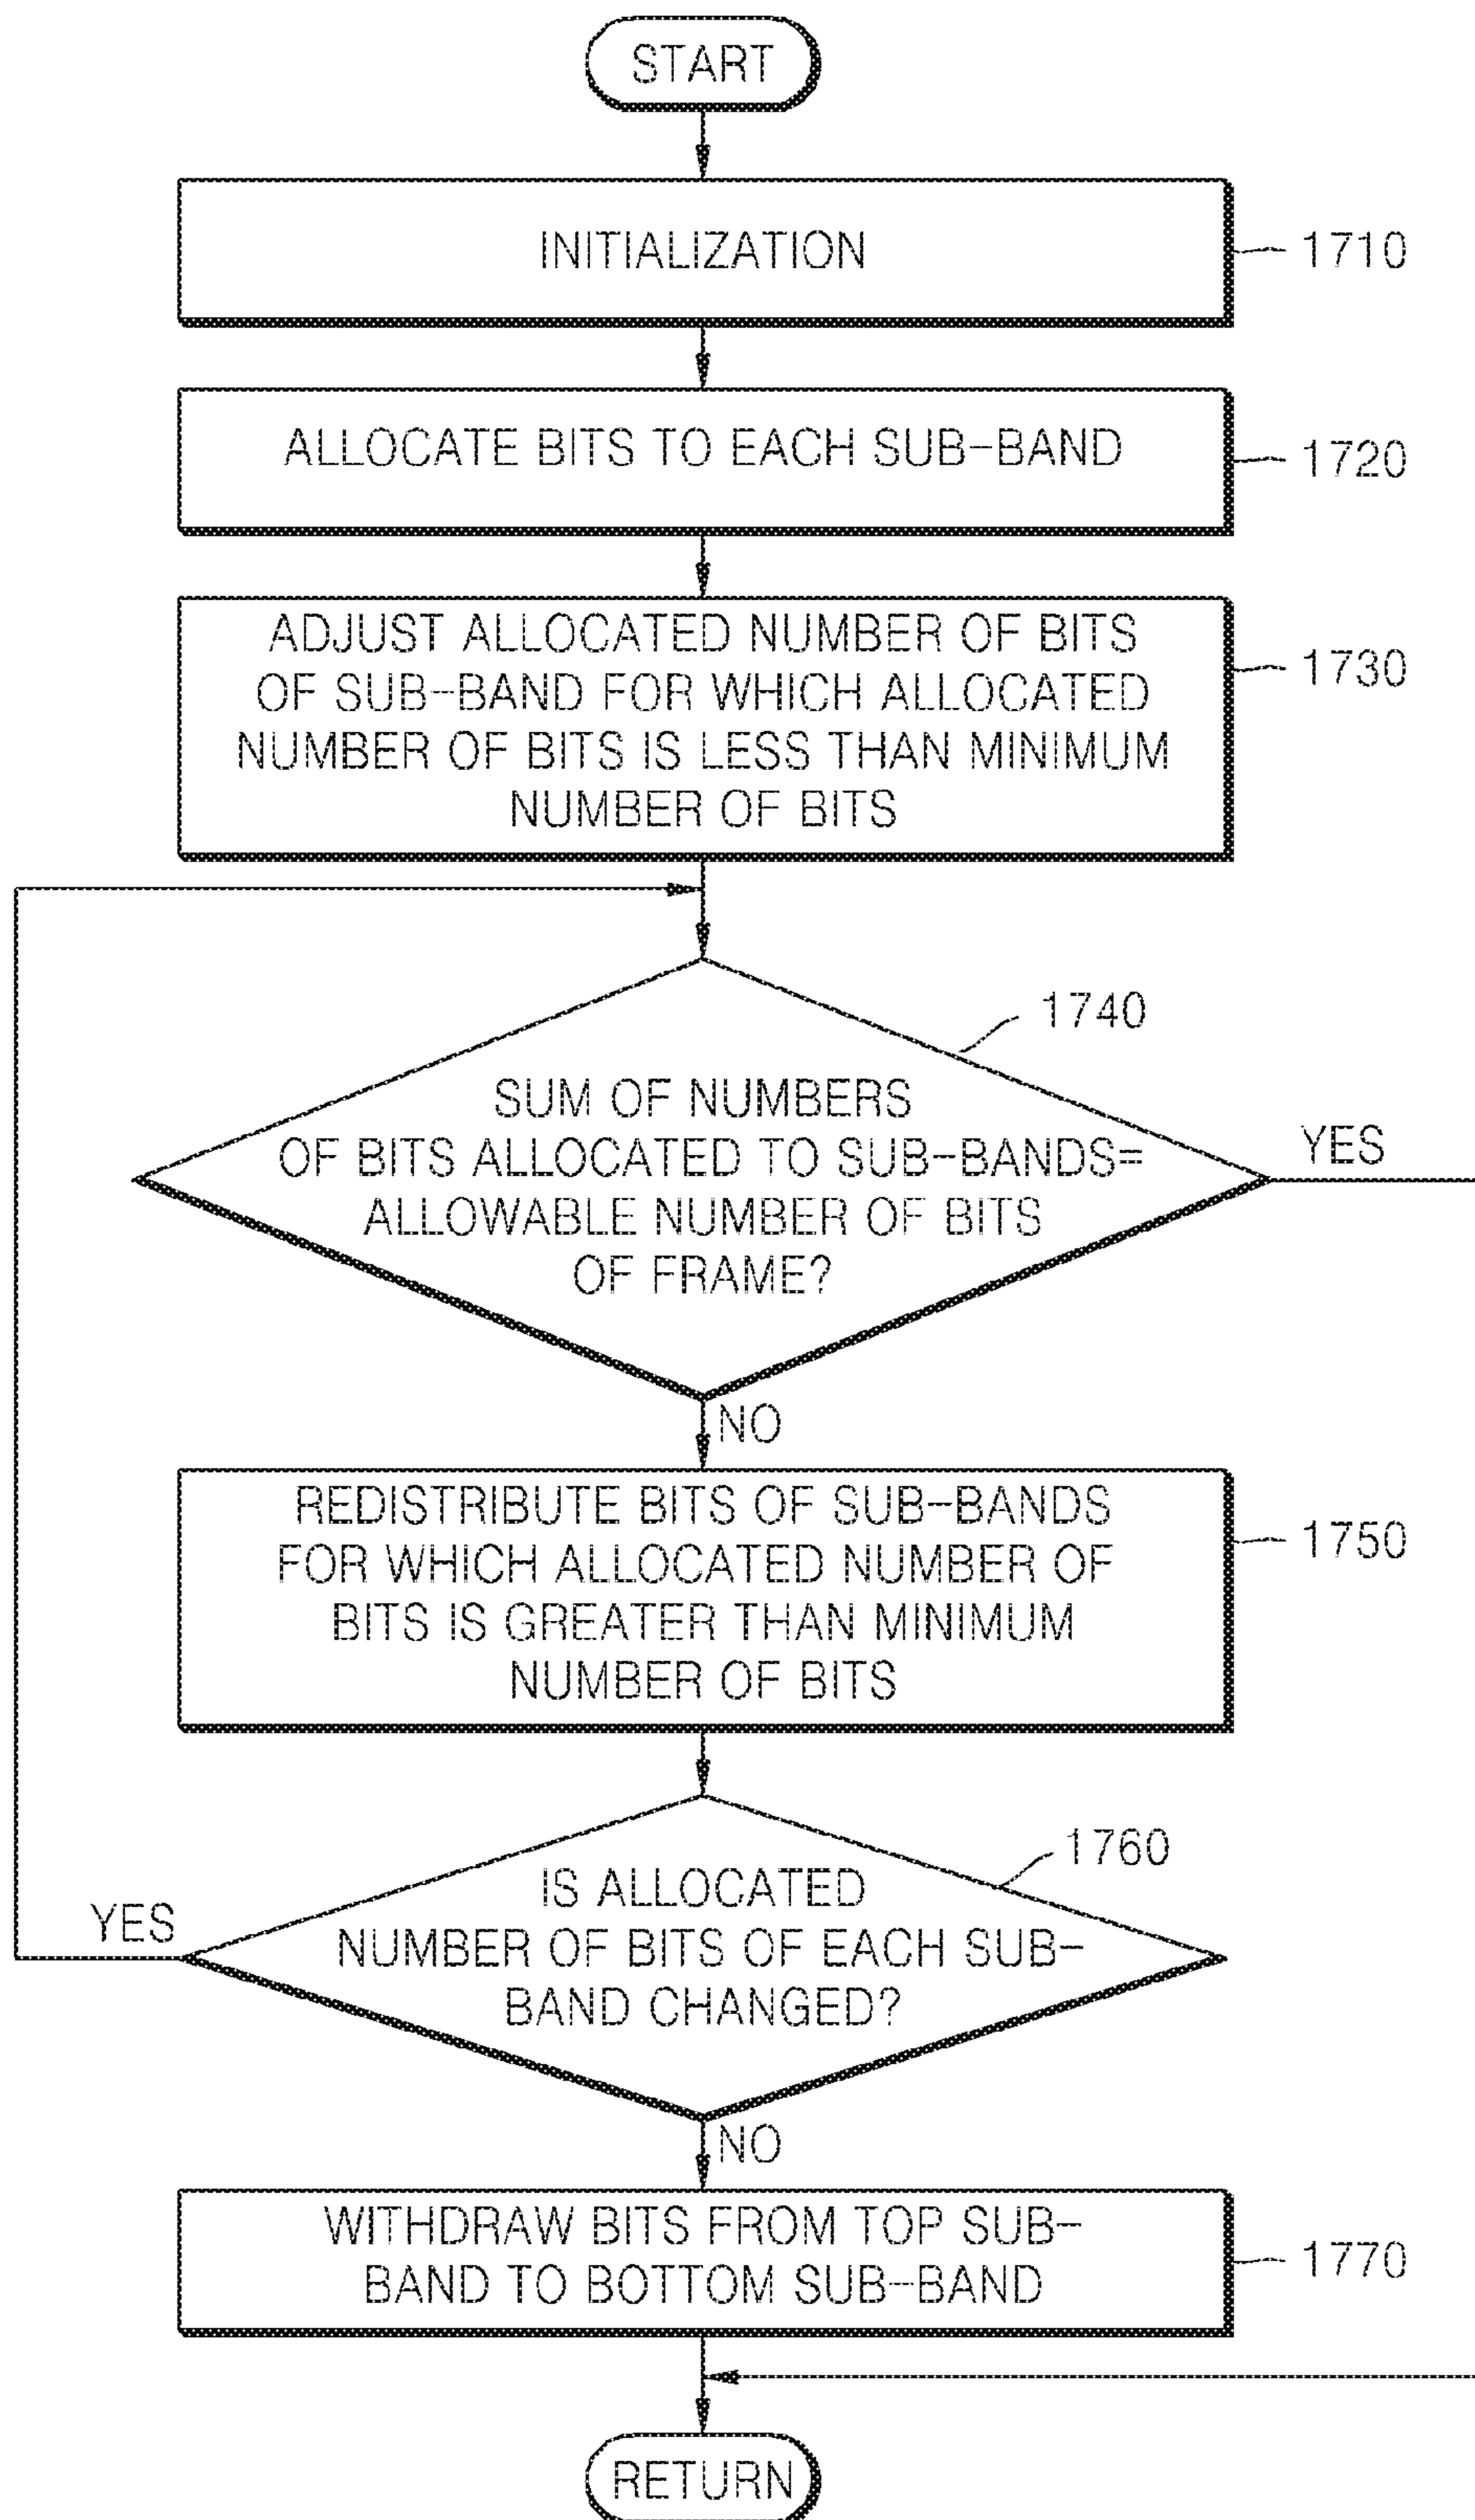 START
INITIALIZATION
1710
ALLOCATE BITS TO EACH SUB-BAND
1720
ADJUST ALLOCATED NUMBER OF BITS
OF SUB-BAND FOR WHICH ALLOCATED
NUMBER OF BITS IS LESS THAN MINIMUM
NUMBER OF BITS
1730
1740
SUM OF NUMBERS
OF BITS ALLOCATED TO SUB-BANDS=
ALLOWABLE NUMBER OF BITS
OF FRAME?
YES
NO
REDISTRIBUTE BITS OF SUB-BANDS
FOR WHICH ALLOCATED NUMBER OF
BITS IS GREATER THAN MINIMUM
NUMBER OF BITS
1750
1760
IS ALLOCATED
NUMBER OF BITS OF EACH SUB-
BAND CHANGED?
YES
NO
WITHDRAW BITS FROM TOP SUB-
BAND TO BOTTOM SUB-BAND
1770
RETURN